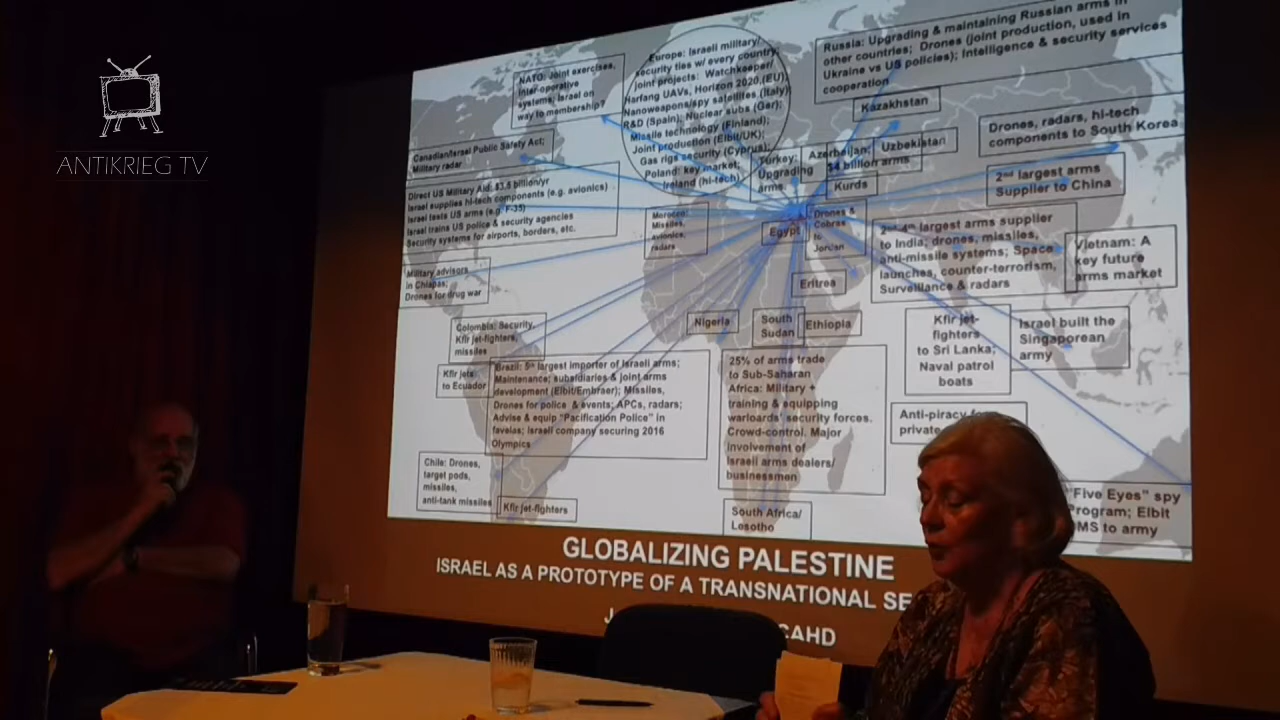 ANTIKRIEG TV
NATO: Joint exercises,
inter-operative
systems; Israel on
way to membership?
Europe: Israeli military/
security ties w/ every country;
joint projects: Watchkeeper/
Harfang UAVs, Horizon 2020,(EU)
Nanoweapons/spy satellites (Italy);
R&D (Spain); Nuclear subs (Ger);
Missile technology (Finland);
Joint production (Elbit/UK);
Gas rigs security (Cyprus);
Poland: key market;
Ireland (hi-tech),
Russia: Upgrading & maintaining Russian arms in
other countries; Drones (joint production, used in
Ukraine vs US policies); Intelligence & security services
cooperation
Kazakhstan
Drones, radars, hi-tech
components to South Korea
Canadian/Israel Public Safety Act;
Military radar
Turkey:
Upgrading
arms
Azerbaijan:
$4 billion arms
Uzbekistan
Kurds
2nd largest arms
Supplier to China
Direct US Military Aid: $3.8 billion/yr
Israel supplies hi-tech components (e.g. avionics)
Israel tests US arms (e.g. F-35)
Israel trains US police & security agencies
Security systems for airports, borders, etc.
Morocco:
Missiles,
avionics,
radars
Egypt
Drones &
Cobras
to
Jordan
2nd-4th largest arms supplier
to India; drones, missiles,
anti-missile systems; Space
launches, counter-terrorism,
Surveillance & radars
Vietnam: A
key future
arms market
Military advisors
in Chiapas;
Drones for drug war
Eritrea
Colombia: Security,
Kfir jet-fighters,
missiles
Nigeria
South
Sudan
Ethiopia
Kfir jet-
fighters
to Sri Lanka;
Naval patrol
boats
Israel built the
Singaporean
army
Kfir jets
to Ecuador
Brazil: 5th largest importer of Israeli arms;
Maintenance; subsidiaries & joint arms
development (Elbit/Embraer); Missiles,
Drones for police & events; APCs, radars;
Advise & equip "Pacification Police" in
favelas; Israeli company securing 2016
Olympics
25% of arms trade
to Sub-Saharan
Africa: Military +
training & equipping
warloards' security forces.
Crowd-control. Major
involvement of
Israeli arms dealers/
businessmen
Anti-piracy
private
Chile: Drones,
target pods,
missiles,
anti-tank missiles
Kfir jet-fighters
South Africa/
Lesotho
"Five Eyes" spy
Program; Elbit
MS to army
GLOBALIZING PALESTINE
ISRAEL AS A PROTOTYPE OF A TRANSNATIONAL SE
J
CAHD